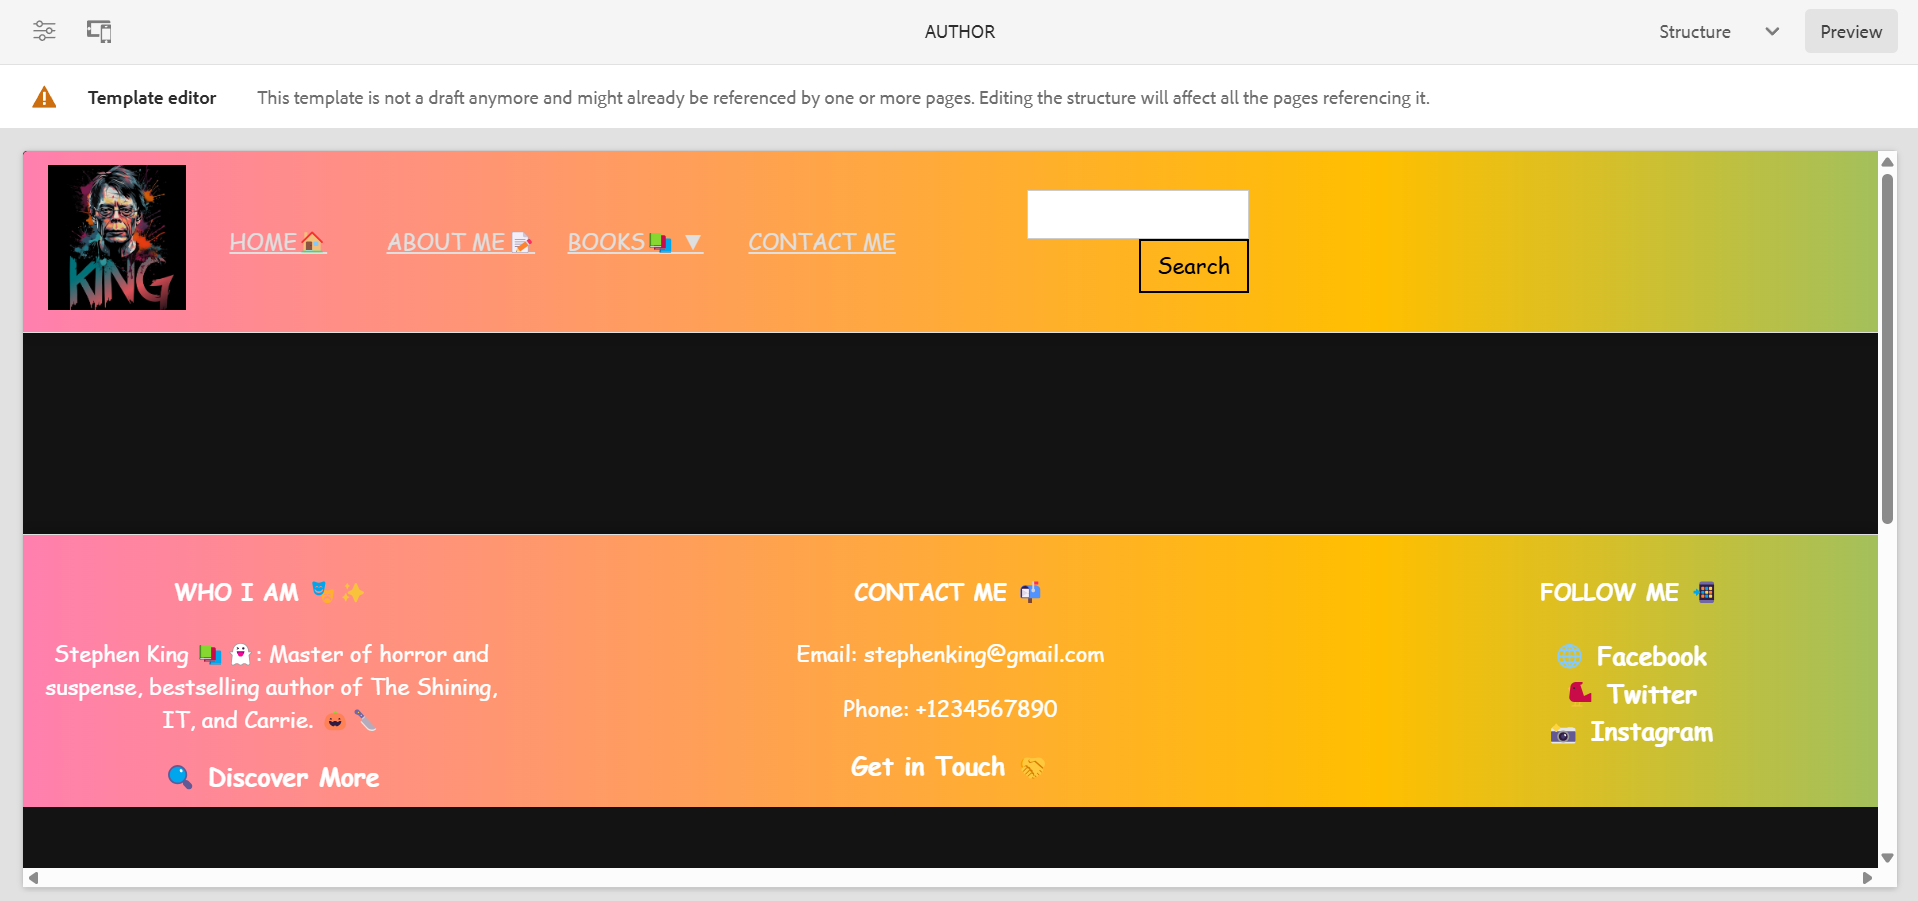 AUTHOR
Structure
Preview
Template editor
This template is not a draft anymore and might already be referenced by one or more pages. Editing the structure will affect all the pages referencing it.
KING
HOME🏠
ABOUT ME 📝
BOOKS📚 ▼
CONTACT ME
Search
WHO I AM 🎭✨
Stephen King 📚👻: Master of horror and
suspense, bestselling author of The Shining,
IT, and Carrie. 🎃🔪
🔍 Discover More
CONTACT ME 📬
Email: stephenking@gmail.com
Phone: +1234567890
Get in Touch 🤝
FOLLOW ME 📲
🌐 Facebook
🐦 Twitter
📸 Instagram